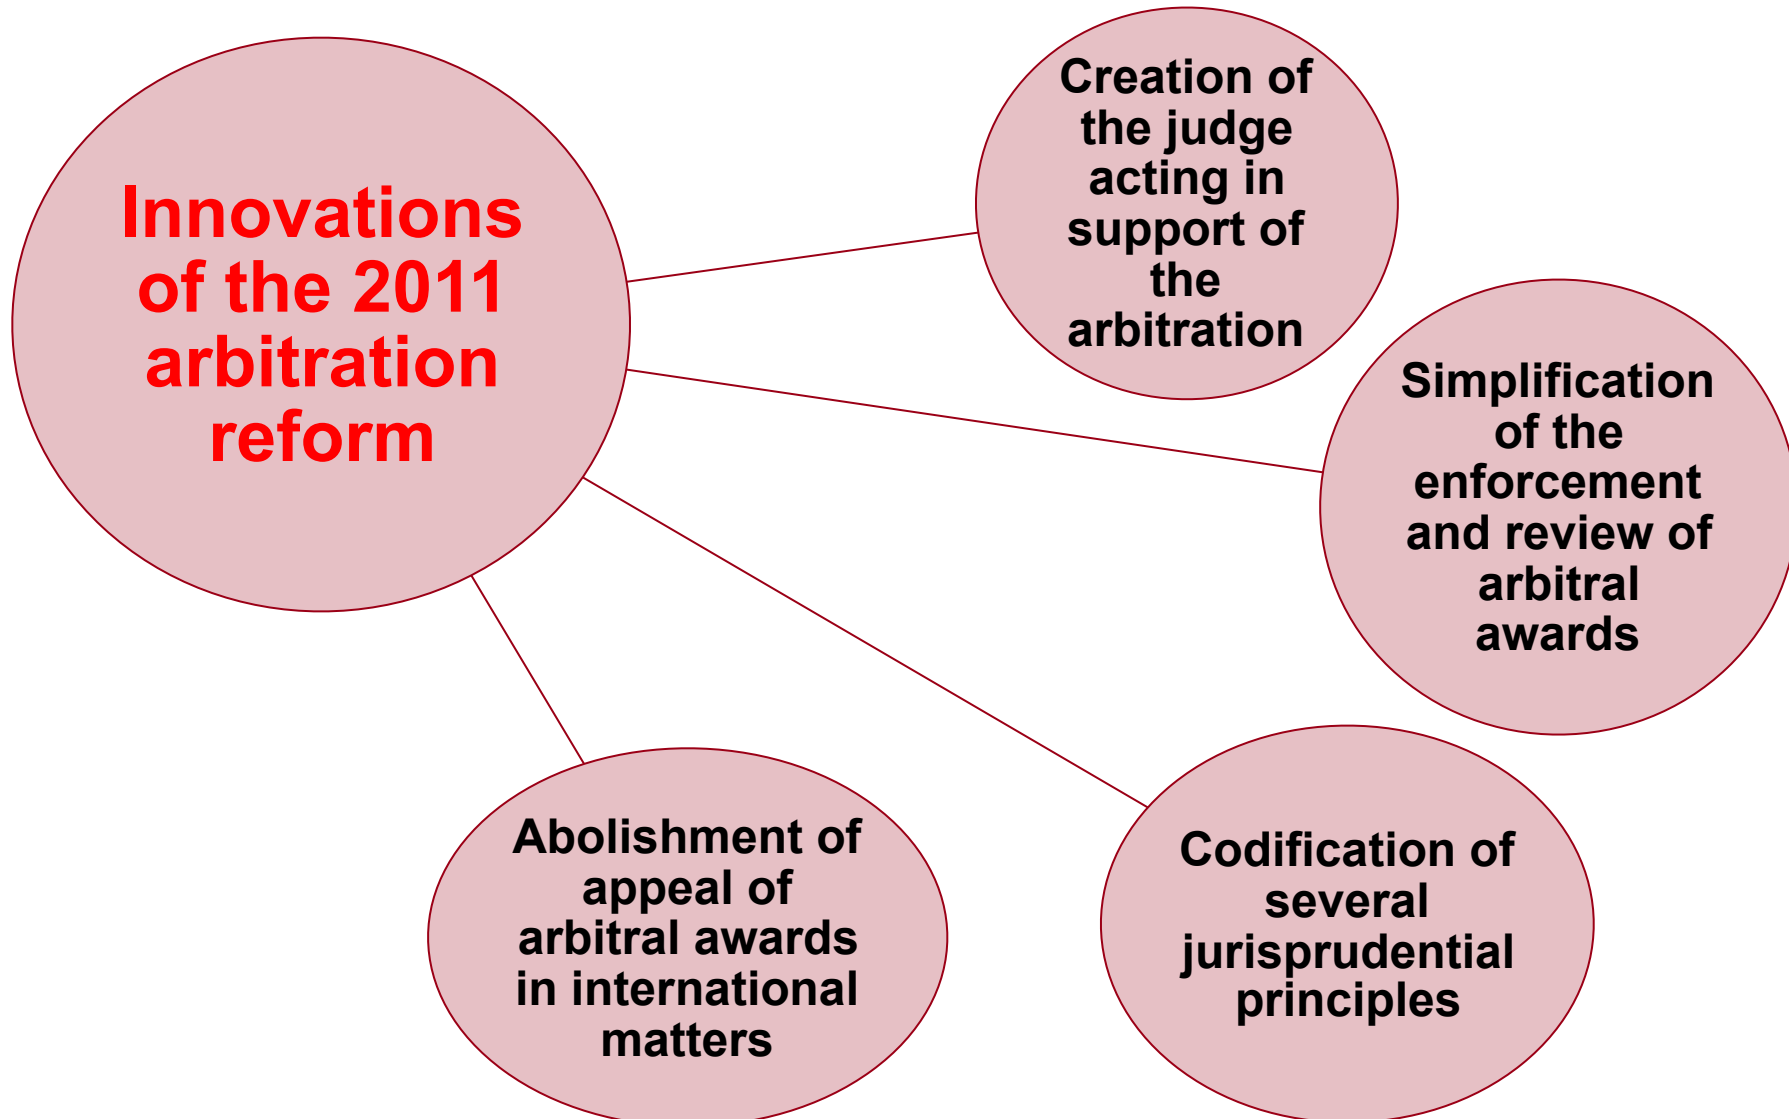 Innovations
of the 2011
arbitration
reform
Creation of
the judge
acting in
support of
the
arbitration
Simplification
of the
enforcement
and review of
arbitral
awards
Codification of
several
jurisprudential
principles
Abolishment of
appeal of
arbitral awards
in international
matters